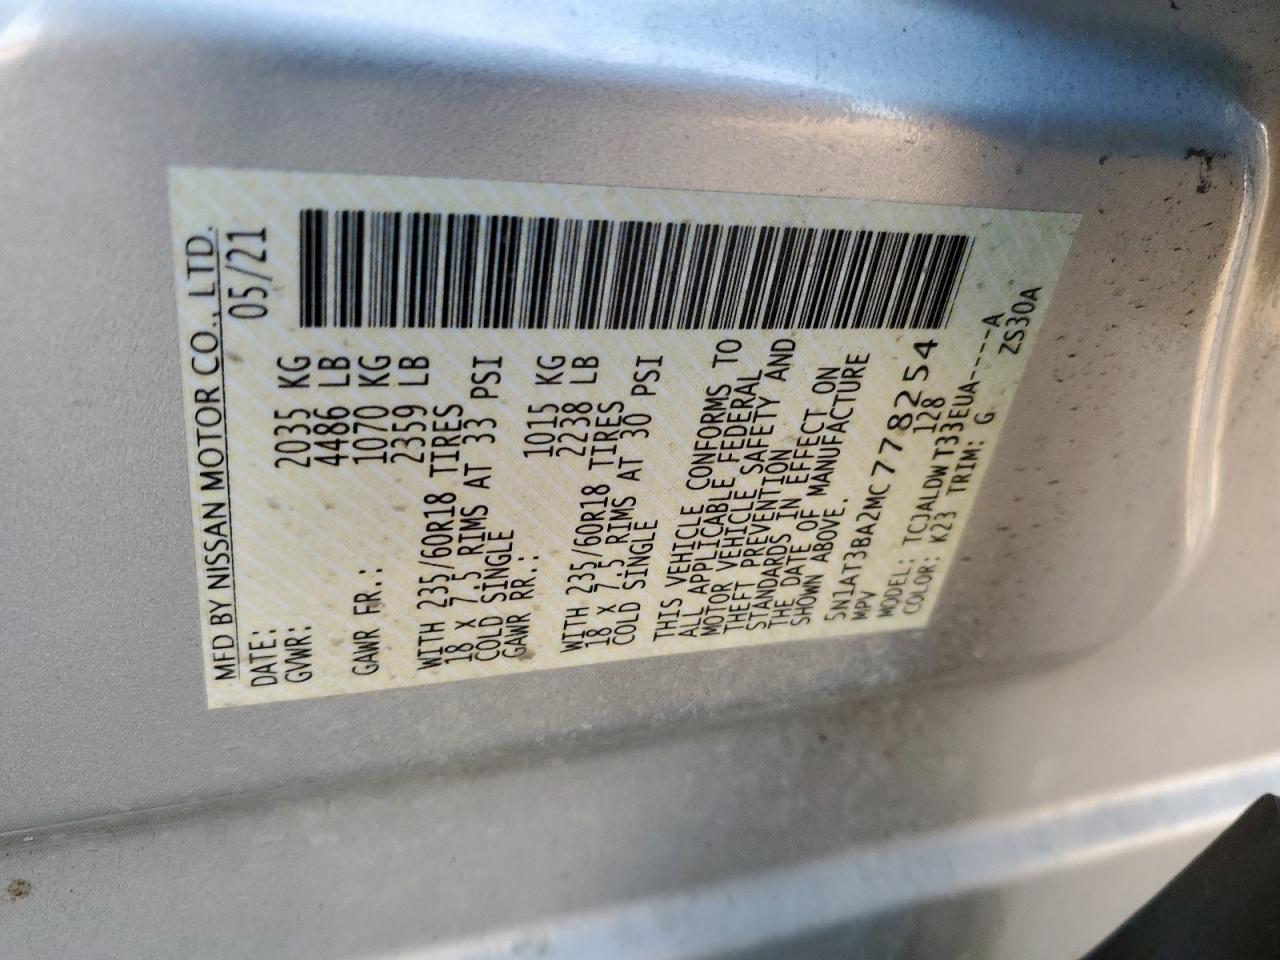 MFD BY NISSAN MOTOR CO., LTD.
DATE: 05/21
GVWR: 2035 KG
4486 LB
GAWR FR.: 1070 KG
2359 LB
WITH 235/60R18 TIRES
18 X 7.5 RIMS AT 33 PSI
COLD SINGLE
GAWR RR.: 1015 KG
2238 LB
WITH 235/60R18 TIRES
18 X 7.5 RIMS AT 30 PSI
COLD SINGLE
THIS VEHICLE CONFORMS TO
ALL APPLICABLE FEDERAL
MOTOR VEHICLE SAFETY AND
THEFT PREVENTION
STANDARDS IN EFFECT ON
THE DATE OF MANUFACTURE
SHOWN ABOVE.
5N1AT3BA2MC778254
MPV 128
MODEL: TCJALDWT33EUA----A
COLOR: K23 TRIM: G ZS30A